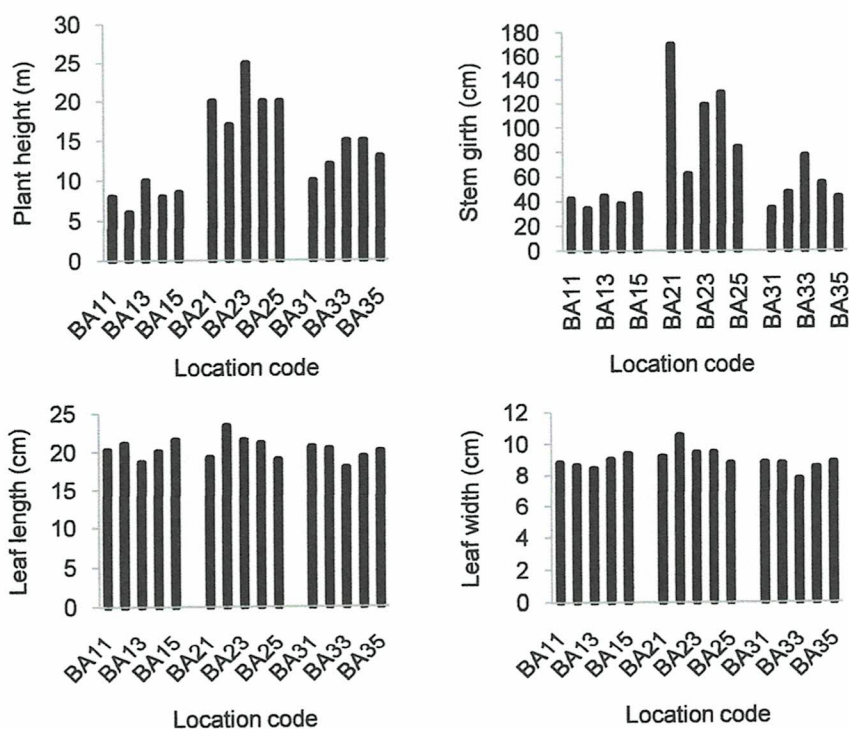 Plant height (m)
30
25
20
15
10
5
0
BA11
BA13
BA15
BA21
BA23
BA25
BA31
BA33
BA35
Location code
Stem girth (cm)
180
160
140
120
100
80
60
40
20
0
BA11
BA13
BA15
BA21
BA23
BA25
BA31
BA33
BA35
Location code
Leaf length (cm)
25
20
15
10
5
0
BA11
BA13
BA15
BA21
BA23
BA25
BA31
BA33
BA35
Location code
Leaf width (cm)
12
10
8
6
4
2
0
BA11
BA13
BA15
BA21
BA23
BA25
BA31
BA33
BA35
Location code